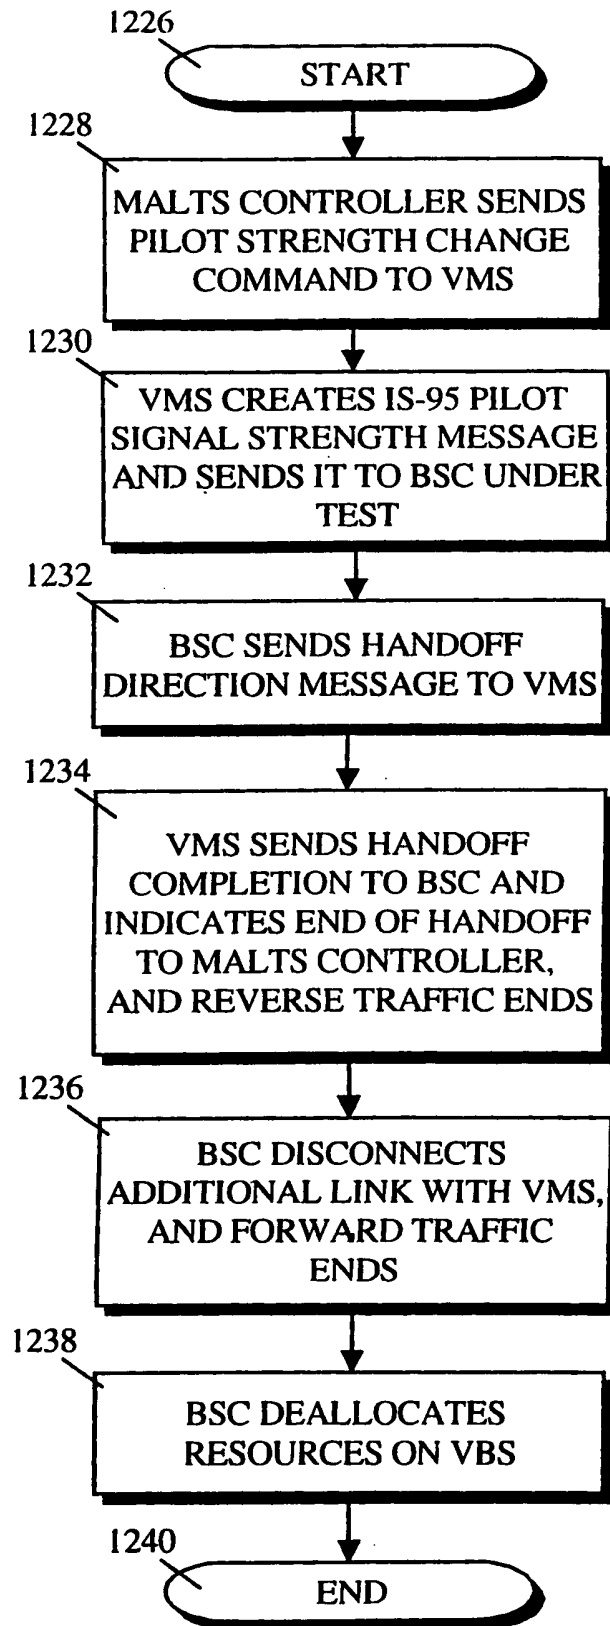 1226
START
1228
MALTS CONTROLLER SENDS
PILOT STRENGTH CHANGE
COMMAND TO VMS
1230
VMS CREATES IS-95 PILOT
SIGNAL STRENGTH MESSAGE
AND SENDS IT TO BSC UNDER
TEST
1232
BSC SENDS HANDOFF
DIRECTION MESSAGE TO VMS
1234
VMS SENDS HANDOFF
COMPLETION TO BSC AND
INDICATES END OF HANDOFF
TO MALTS CONTROLLER,
AND REVERSE TRAFFIC ENDS
1236
BSC DISCONNECTS
ADDITIONAL LINK WITH VMS,
AND FORWARD TRAFFIC
ENDS
1238
BSC DEALLOCATES
RESOURCES ON VBS
1240
END